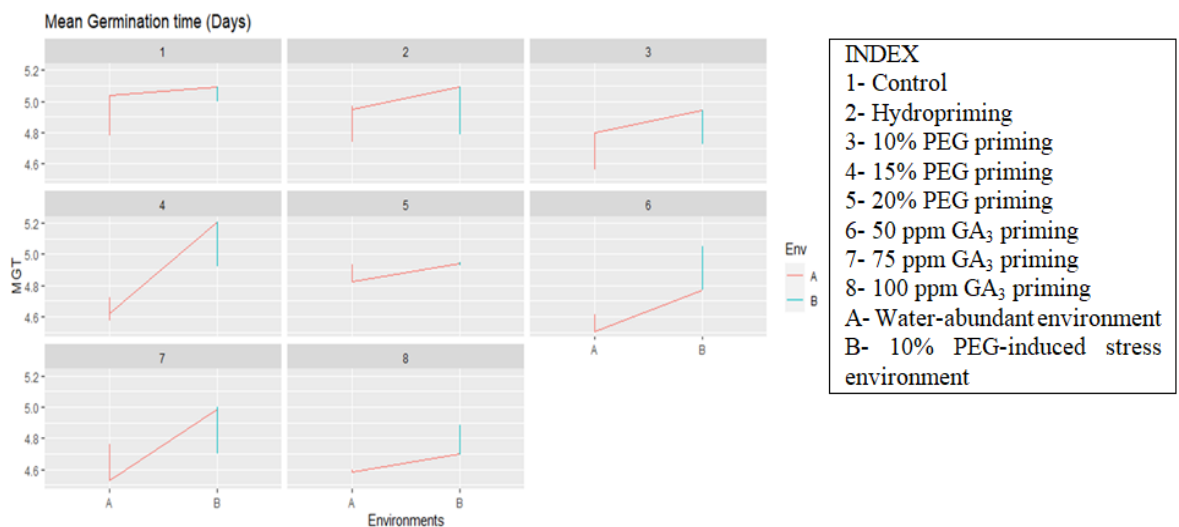 Mean Germination time (Days)
1
2
3
5.2
5.0
4.8
4.6
4
5
6
5.2
5.0
4.8
4.6
MGT
A
B
7
8
5.2
5.0
4.8
4.6
A
B
A
B
Environments
Env
A
B
INDEX
1- Control
2- Hydropriming
3- 10% PEG priming
4- 15% PEG priming
5- 20% PEG priming
6- 50 ppm GA₃ priming
7- 75 ppm GA₃ priming
8- 100 ppm GA₃ priming
A- Water-abundant environment
B- 10% PEG-induced stress
environment